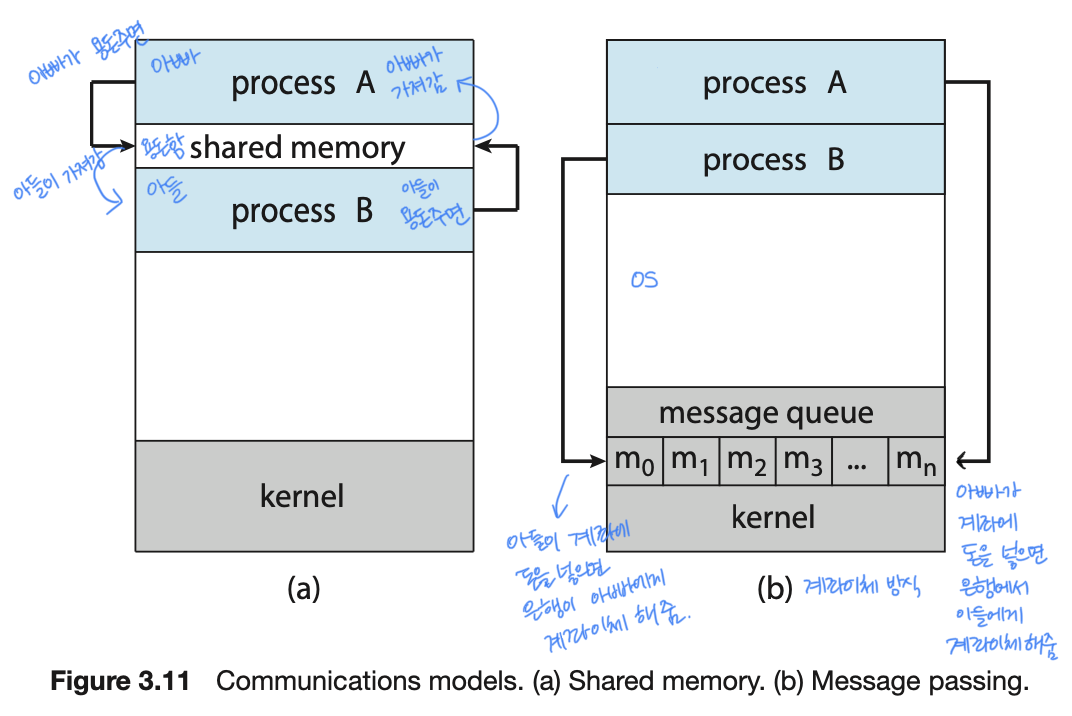 아빠가 용돈주면
아빠
process A
아빠가
가져감
용돈함
shared memory
아들이 가져감
아들
process B
아들이
용돈주면
kernel
(a)
process A
process B
OS
message queue
m0 m1 m2 m3 ... mn
kernel
아들이 계좌에
돈을 넣으면
은행이 아빠에게
계좌이체 해줌.
(b) 계좌이체 방식
아빠가
계좌에
돈을 넣으면
은행에서
아들에게
계좌이체해줌
Figure 3.11 Communications models. (a) Shared memory. (b) Message passing.